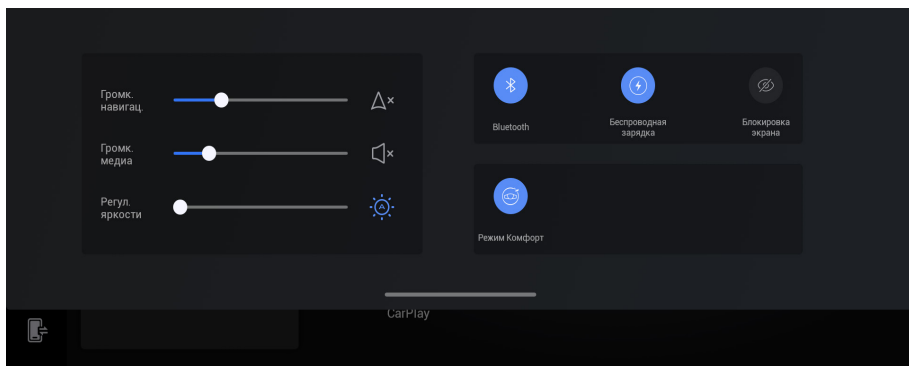 Громк.
навигац.
Громк.
медиа
Регул.
яркости
A
Bluetooth
Беспроводная
зарядка
Блокировка
экрана
Режим Комфорт
CarPlay